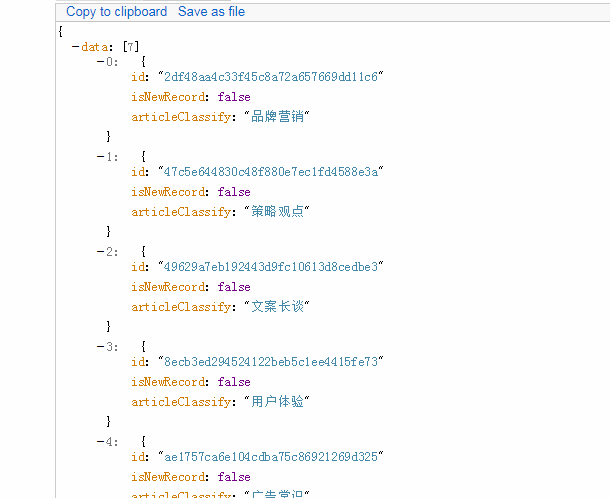 Copy to clipboard Save as file
{
−data: [7]
−0: {
id: "2df48aa4c33f45c8a72a657669dd11c6"
isNewRecord: false
articleClassify: "品牌营销"
}
−1: {
id: "47c5e644830c48f880e7ec1fd4588e3a"
isNewRecord: false
articleClassify: "策略观点"
}
−2: {
id: "49629a7eb192443d9fc10613d8cedbe3"
isNewRecord: false
articleClassify: "文案长谈"
}
−3: {
id: "8ecb3ed294524122beb5c1ee4415fe73"
isNewRecord: false
articleClassify: "用户体验"
}
−4: {
id: "ae1757ca6e104cdba75c86921269d325"
isNewRecord: false
articleClassify: "广告常识"